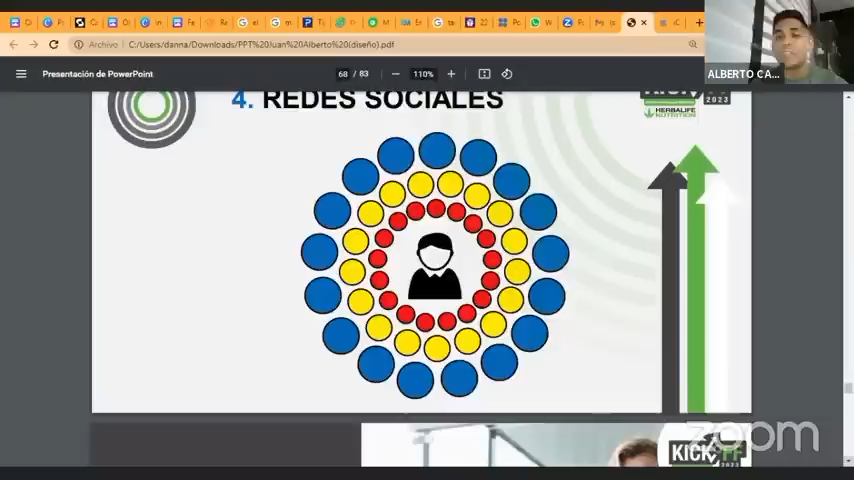 Archivo
C:/Users/danna/Downloads/PPT%20Juan%20Alberto%20(diseño).pdf
Presentación de PowerPoint
68 / 83
110%
ALBERTO CA...
4. REDES SOCIALES
2023
HERBALIFE
NUTRITION
zoom
KICK
2023